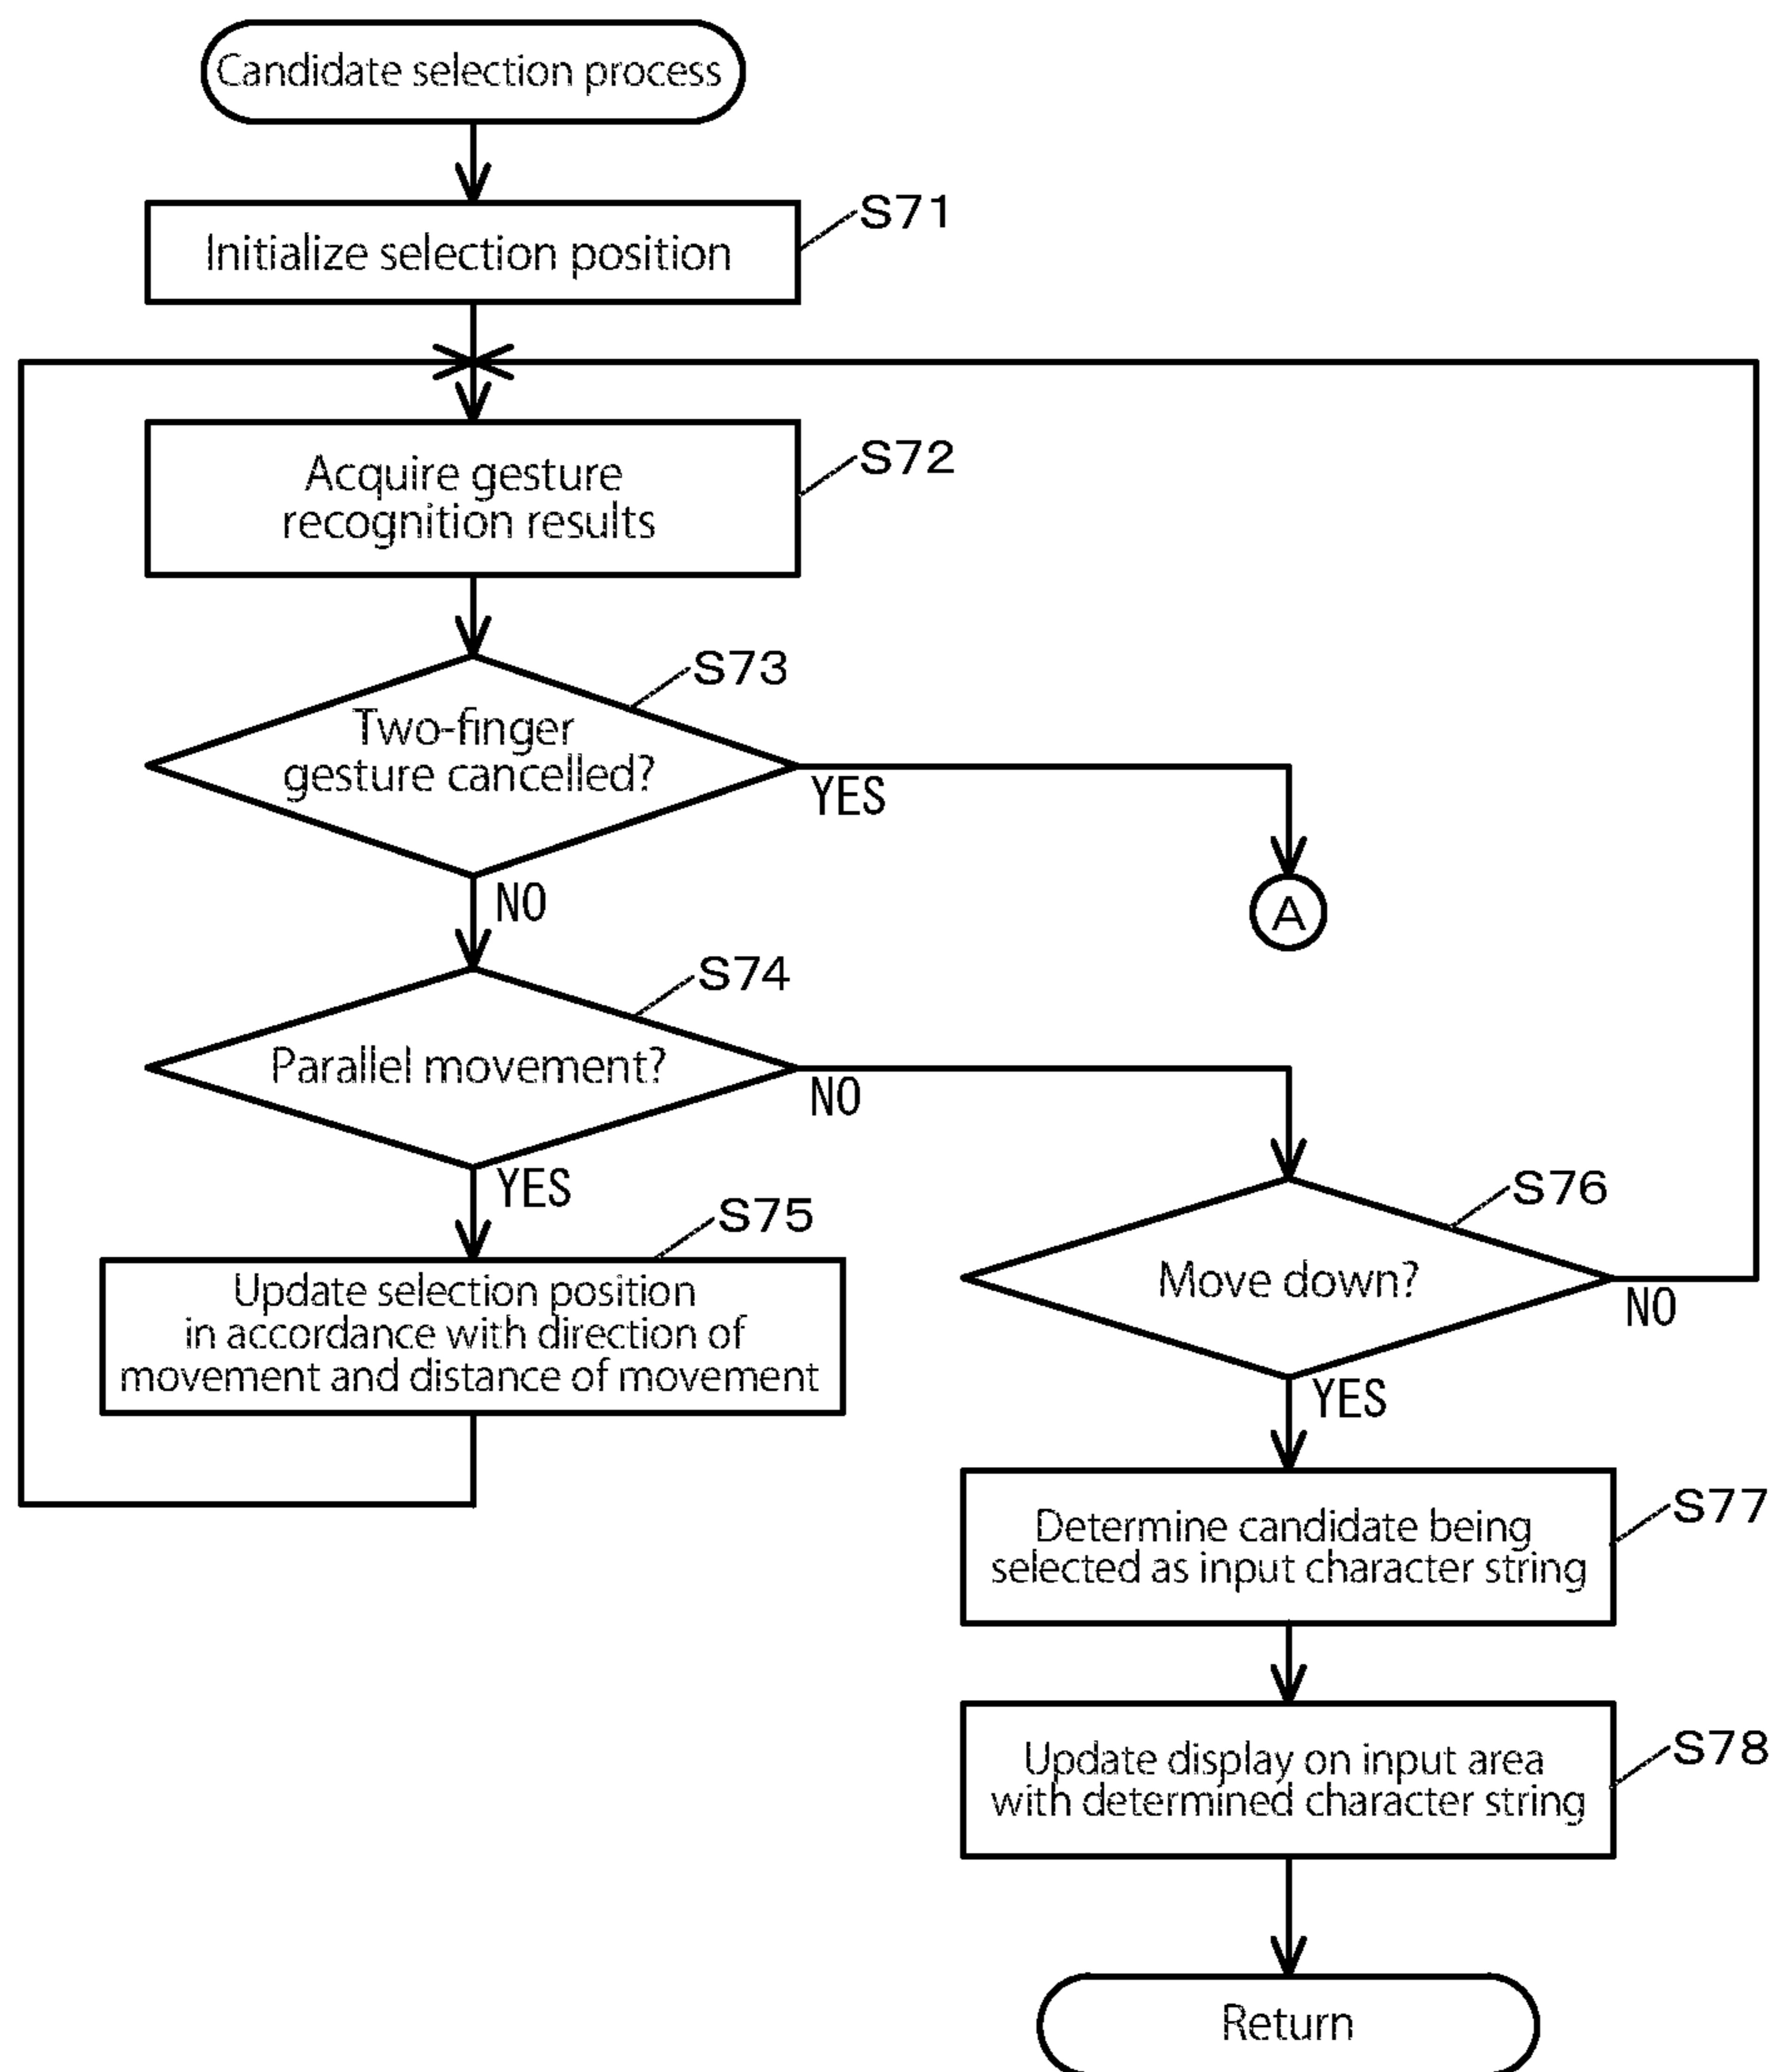 Candidate selection process
S71
Initialize selection position
S72
Acquire gesture
recognition results
S73
Two-finger
gesture cancelled?
YES
NO
A
S74
Parallel movement?
NO
YES
S75
Update selection position
in accordance with direction of
movement and distance of movement
S76
Move down?
NO
YES
S77
Determine candidate being
selected as input character string
S78
Update display on input area
with determined character string
Return